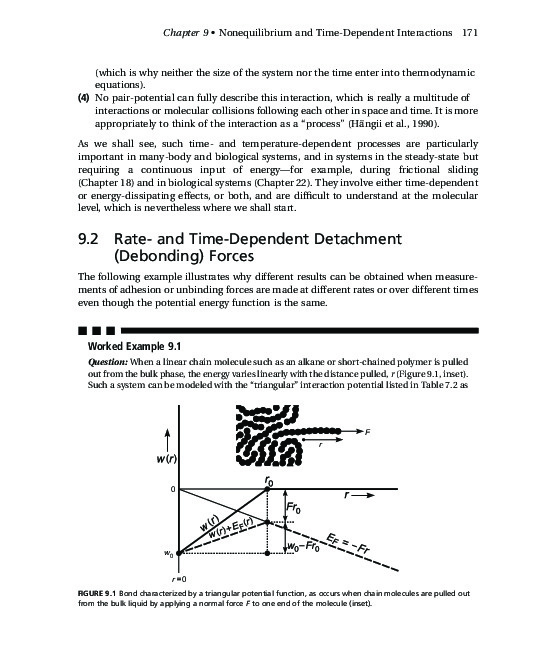 Chapter 9 • Nonequilibrium and Time-Dependent Interactions 171
(which is why neither the size of the system nor the time enter into thermodynamic
equations).
(4) No pair-potential can fully describe this interaction, which is really a multitude of
interactions or molecular collisions following each other in space and time. It is more
appropriately to think of the interaction as a “process” (Hängii et al., 1990).
As we shall see, such time- and temperature-dependent processes are particularly
important in many-body and biological systems, and in systems in the steady-state but
requiring a continuous input of energy—for example, during frictional sliding
(Chapter 18) and in biological systems (Chapter 22). They involve either time-dependent
or energy-dissipating effects, or both, and are difficult to understand at the molecular
level, which is nevertheless where we shall start.
9.2 Rate- and Time-Dependent Detachment
(Debonding) Forces
The following example illustrates why different results can be obtained when measure-
ments of adhesion or unbinding forces are made at different rates or over different times
even though the potential energy function is the same.
Worked Example 9.1
Question: When a linear chain molecule such as an alkane or short-chained polymer is pulled
out from the bulk phase, the energy varies linearly with the distance pulled, r (Figure 9.1, inset).
Such a system can be modeled with the “triangular” interaction potential listed in Table 7.2 as
F
r
w(r)
r₀
0
r
Fr₀
w(r)
w(r)+E_F(r)
w₀–Fr₀
E_F = –Fr
w₀
r=0
FIGURE 9.1 Bond characterized by a triangular potential function, as occurs when chain molecules are pulled out
from the bulk liquid by applying a normal force F to one end of the molecule (inset).